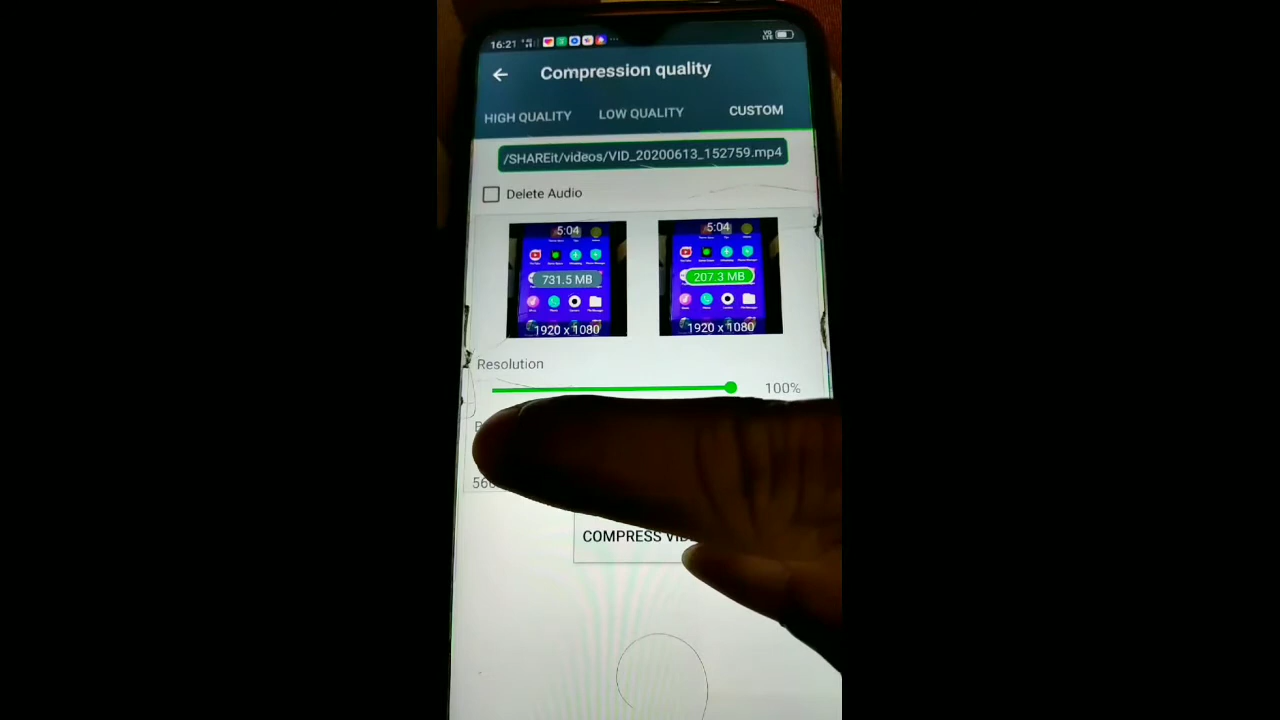 16:21
Compression quality
HIGH QUALITY LOW QUALITY CUSTOM
/SHAREit/videos/VID_20200613_152759.mp4
Delete Audio
5:04 5:04
731.5 MB 207.3 MB
1920 x 1080 1920 x 1080
Resolution
100%
COMPRESS